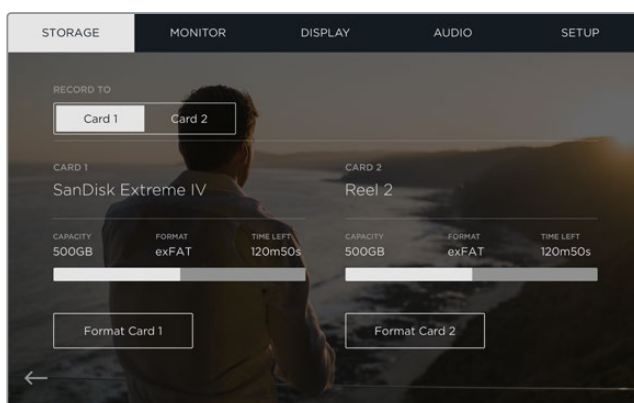 STORAGE MONITOR DISPLAY AUDIO SETUP
RECORD TO
Card 1 Card 2
CARD 1 CARD 2
SanDisk Extreme IV Reel 2
CAPACITY FORMAT TIME LEFT CAPACITY FORMAT TIME LEFT
500GB exFAT 120m50s 500GB exFAT 120m50s
Format Card 1 Format Card 2